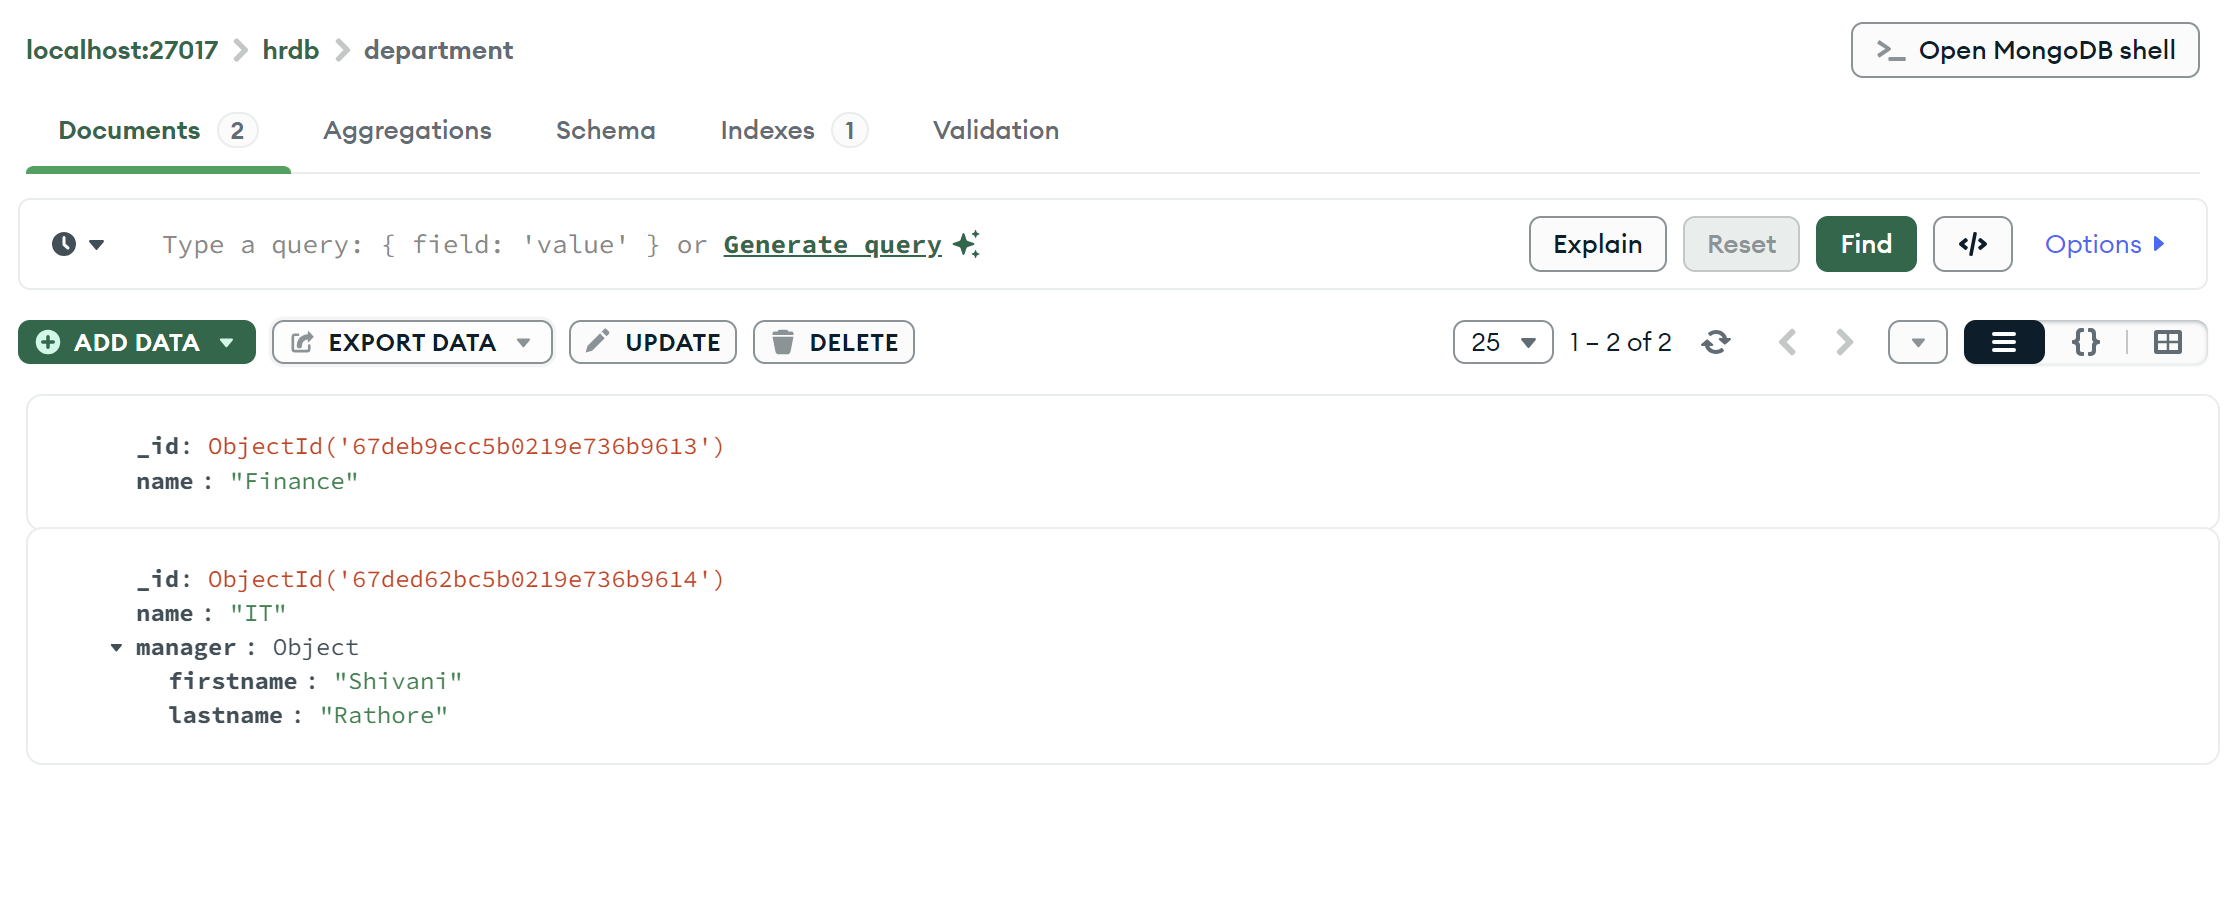 localhost:27017 > hrdb > department
>_ Open MongoDB shell
Documents 2 Aggregations Schema Indexes 1 Validation
Type a query: { field: 'value' } or Generate query
Explain Reset Find </> Options
ADD DATA EXPORT DATA UPDATE DELETE 25 1 – 2 of 2 {}
_id: ObjectId('67deb9ecc5b0219e736b9613')
name : "Finance"
_id: ObjectId('67ded62bc5b0219e736b9614')
name : "IT"
manager : Object
firstname : "Shivani"
lastname : "Rathore"